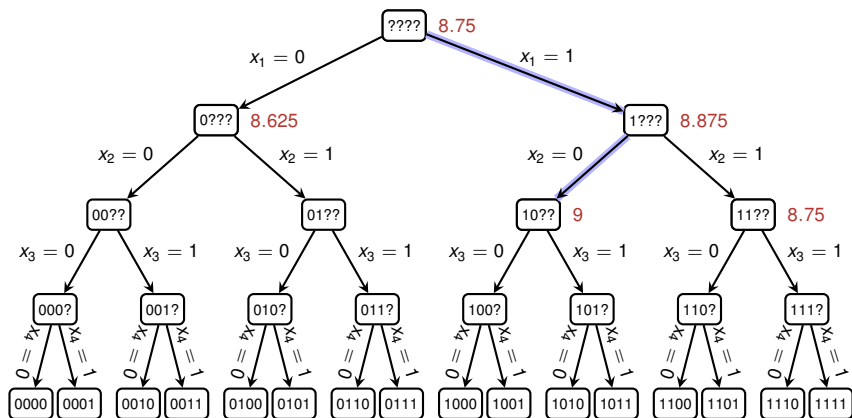 ???? 8.75
x₁ = 0 x₁ = 1
0??? 8.625 1??? 8.875
x₂ = 0 x₂ = 1 x₂ = 0 x₂ = 1
00?? 01?? 10?? 9 11?? 8.75
x₃ = 0 x₃ = 1 x₃ = 0 x₃ = 1 x₃ = 0 x₃ = 1 x₃ = 0 x₃ = 1
000? 001? 010? 011? 100? 101? 110? 111?
x₄ = 0 x₄ = 1 x₄ = 0 x₄ = 1 x₄ = 0 x₄ = 1 x₄ = 0 x₄ = 1 x₄ = 0 x₄ = 1 x₄ = 0 x₄ = 1 x₄ = 0 x₄ = 1 x₄ = 0 x₄ = 1
0000 0001 0010 0011 0100 0101 0110 0111 1000 1001 1010 1011 1100 1101 1110 1111